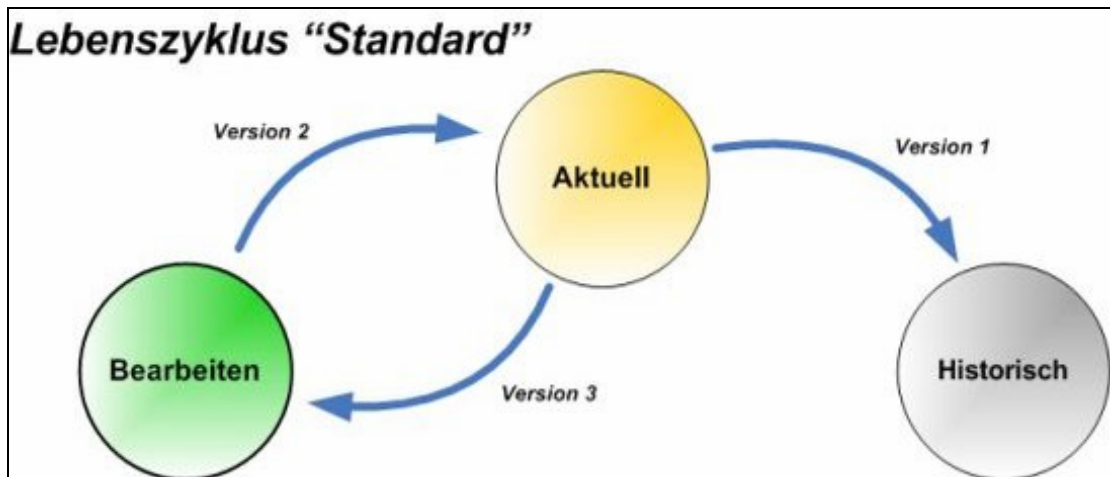 Lebenszyklus “Standard”
Version 2
Version 1
Aktuell
Bearbeiten
Historisch
Version 3